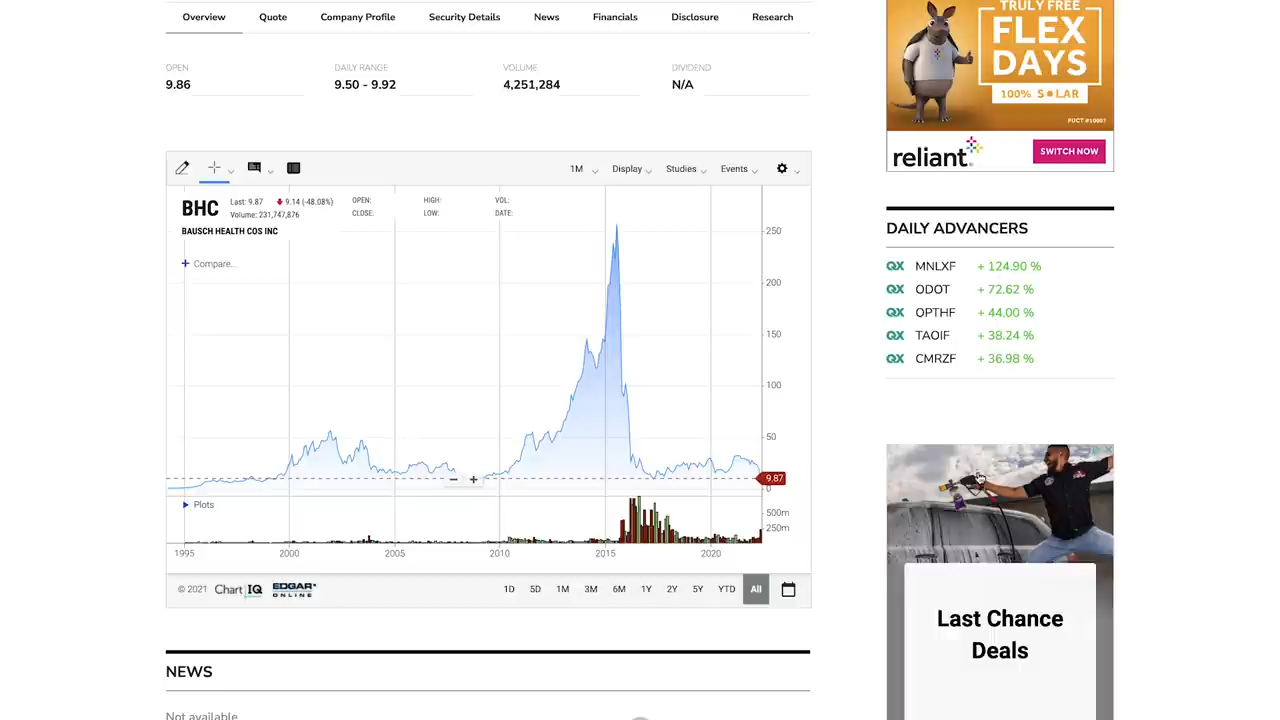 Overview Quote Company Profile Security Details News Financials Disclosure Research
OPEN DAILY RANGE VOLUME DIVIDEND
9.86 9.50 - 9.92 4,251,284 N/A
1M Display Studies Events
BHC Last: 9.87 9.14 (-48.08%) OPEN: HIGH: VOL:
Volume: 231,747,876 CLOSE: LOW: DATE:
BAUSCH HEALTH COS INC
+ Compare...
250
200
150
100
50
9.87
0
Plots
500m
250m
1995 2000 2005 2010 2015 2020
© 2021 ChartIQ EDGAR ONLINE 1D 5D 1M 3M 6M 1Y 2Y 5Y YTD All
NEWS
Not available
TRULY FREE
FLEX
DAYS
100% SOLAR
PUCT #10007
reliant SWITCH NOW
DAILY ADVANCERS
QX MNLXF + 124.90 %
QX ODOT + 72.62 %
QX OPTHF + 44.00 %
QX TAOIF + 38.24 %
QX CMRZF + 36.98 %
Last Chance
Deals